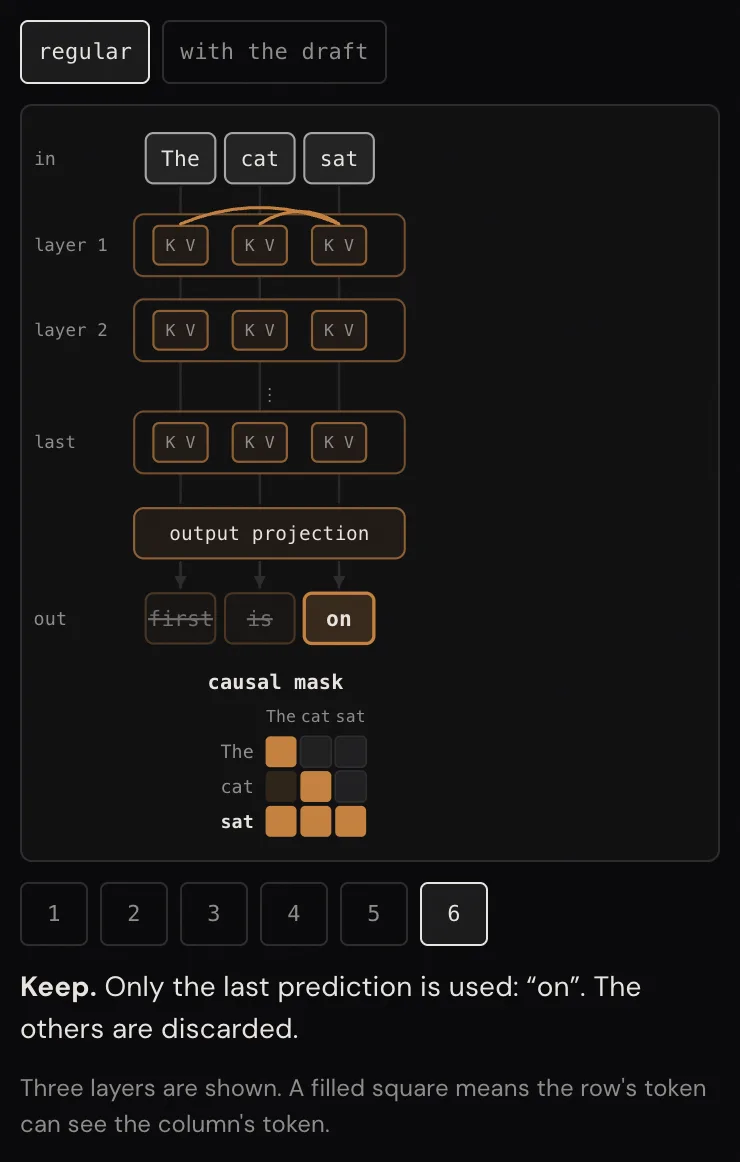 regular with the draft
in The cat sat
layer 1 K V K V K V
layer 2 K V K V K V
⋮
last K V K V K V
output projection
out first is on
causal mask
The cat sat
The
cat
sat
1 2 3 4 5 6
Keep. Only the last prediction is used: “on”. The
others are discarded.
Three layers are shown. A filled square means the row's token
can see the column's token.